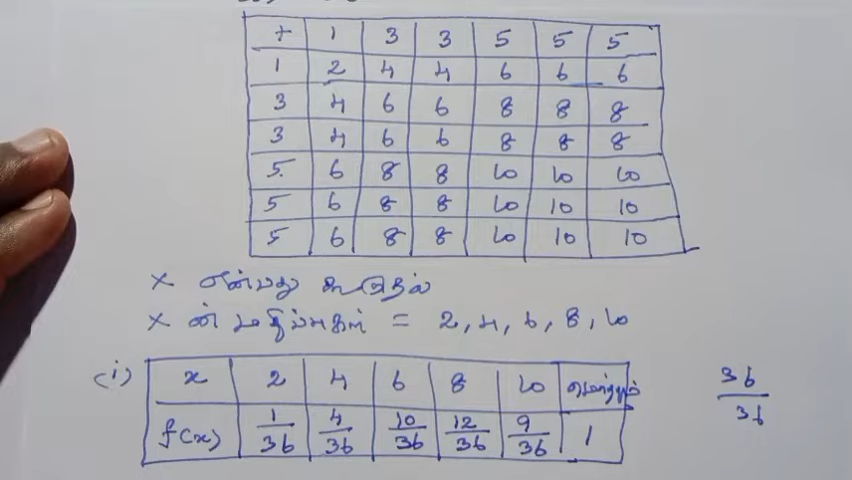 + 1 3 3 5 5 5
1 2 4 4 6 6 6
3 4 6 6 8 8 8
3 4 6 6 8 8 8
5 6 8 8 10 10 10
5 6 8 8 10 10 10
5 6 8 8 10 10 10
X என்பது கூடுதல்
X ன் மதிப்புகள் = 2, 4, 6, 8, 10
(i) x 2 4 6 8 10 மொத்தம்
f(x) 1/36 4/36 10/36 12/36 9/36 1
36/36